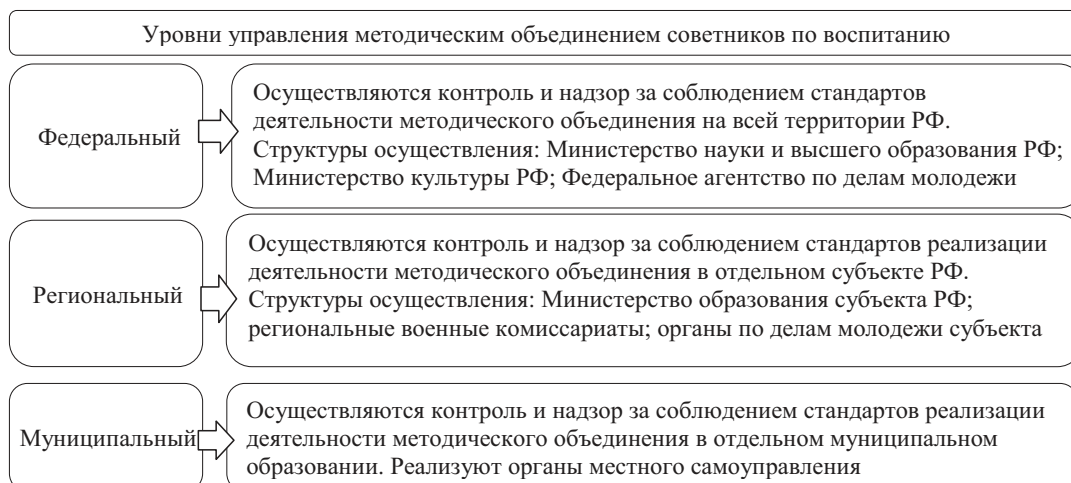 Уровни управления методическим объединением советников по воспитанию
Федеральный
Осуществляются контроль и надзор за соблюдением стандартов
деятельности методического объединения на всей территории РФ.
Структуры осуществления: Министерство науки и высшего образования РФ;
Министерство культуры РФ; Федеральное агентство по делам молодежи
Региональный
Осуществляются контроль и надзор за соблюдением стандартов реализации
деятельности методического объединения в отдельном субъекте РФ.
Структуры осуществления: Министерство образования субъекта РФ;
региональные военные комиссариаты; органы по делам молодежи субъекта
Муниципальный
Осуществляются контроль и надзор за соблюдением стандартов реализации
деятельности методического объединения в отдельном муниципальном
образовании. Реализуют органы местного самоуправления